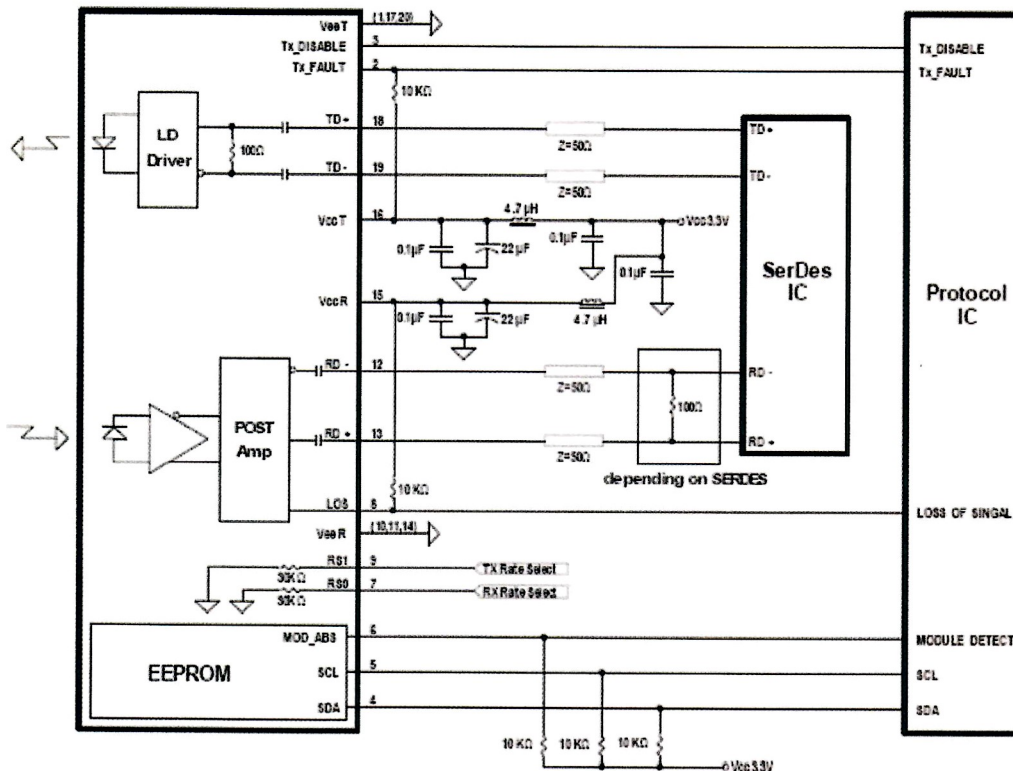 VeeT (1,17,20)
Tx_DISABLE 3 Tx_DISABLE
Tx_FAULT 2 Tx_FAULT
10 KΩ
LD Driver
100Ω
TD+ 18 Z=50Ω TD+
TD- 19 Z=50Ω TD-
VccT 16 4.7 µH Vcc3.3V
0.1µF 22 µF 0.1µF 0.1µF
SerDes IC
Protocol IC
VccR 15
0.1µF 22 µF 4.7 µH
RD - 12 Z=50Ω RD -
POST Amp
100Ω
RD + 13 Z=50Ω RD +
depending on SERDES
10 KΩ
LOS 8 LOSS OF SINGAL
VeeR (10,11,14)
RS1 9 TX Rate Select
30KΩ
RS0 7 RX Rate Select
30KΩ
MOD_ABS 6 MODULE DETECT
EEPROM
SCL 5 SCL
SDA 4 SDA
10 KΩ 10 KΩ 10 KΩ
Vcc3.3V